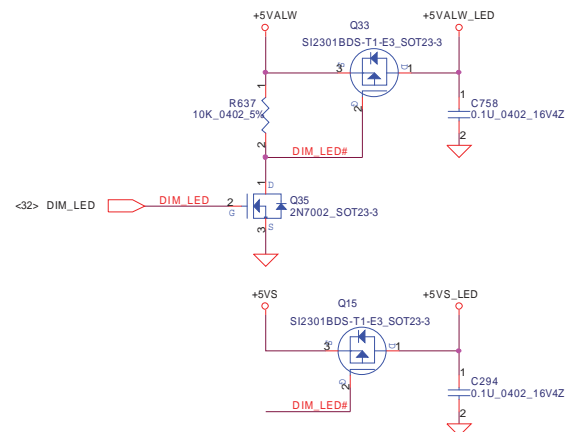 +5VALW
Q33
+5VALW_LED
SI2301BDS-T1-E3_SOT23-3
S
3
D
1
G
2
1
R637
10K_0402_5%
2
1
C758
0.1U_0402_16V4Z
2
DIM_LED#
1
D
<32> DIM_LED
DIM_LED
2
G
Q35
2N7002_SOT23-3
3
S
+5VS
Q15
+5VS_LED
SI2301BDS-T1-E3_SOT23-3
S
3
D
1
G
2
1
C294
0.1U_0402_16V4Z
2
DIM_LED#